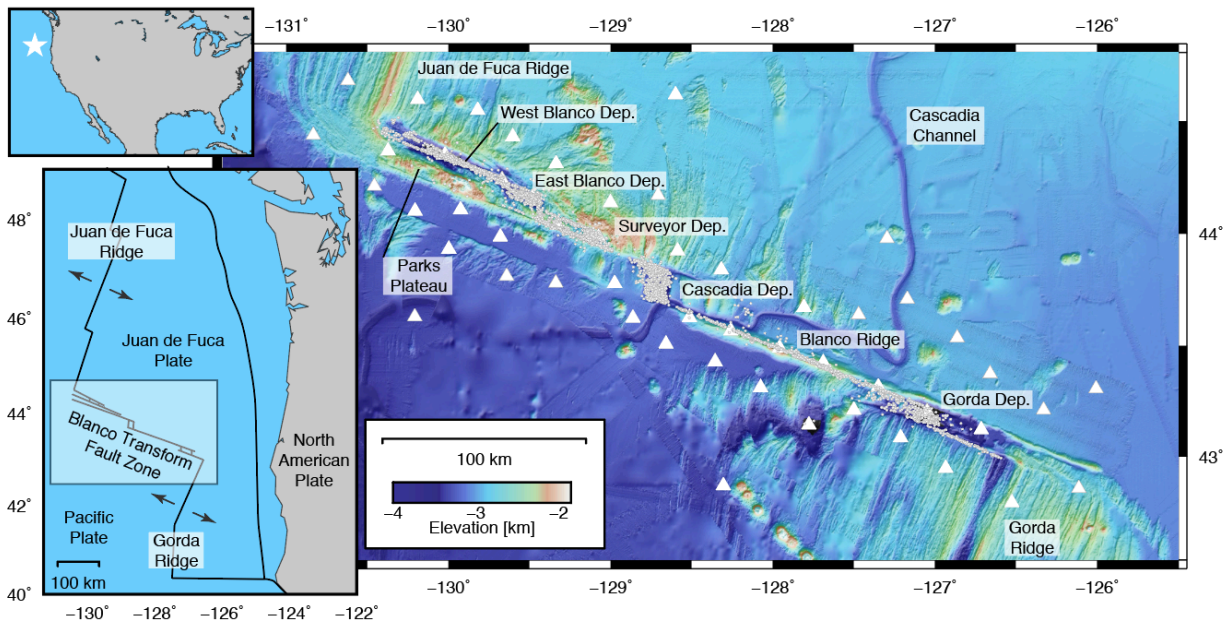 −131° −130° −129° −128° −127° −126°
Juan de Fuca Ridge
West Blanco Dep.
Cascadia
Channel
East Blanco Dep.
Surveyor Dep.
Parks
Plateau
Cascadia Dep.
Blanco Ridge
Gorda Dep.
Gorda
Ridge
44°
43°
100 km
−4 −3 −2
Elevation [km]
−130° −129° −128° −127° −126°
48°
46°
44°
42°
40°
Juan de Fuca
Ridge
Juan de Fuca
Plate
Blanco Transform
Fault Zone
North
American
Plate
Pacific
Plate
Gorda
Ridge
100 km
−130° −128° −126° −124° −122°